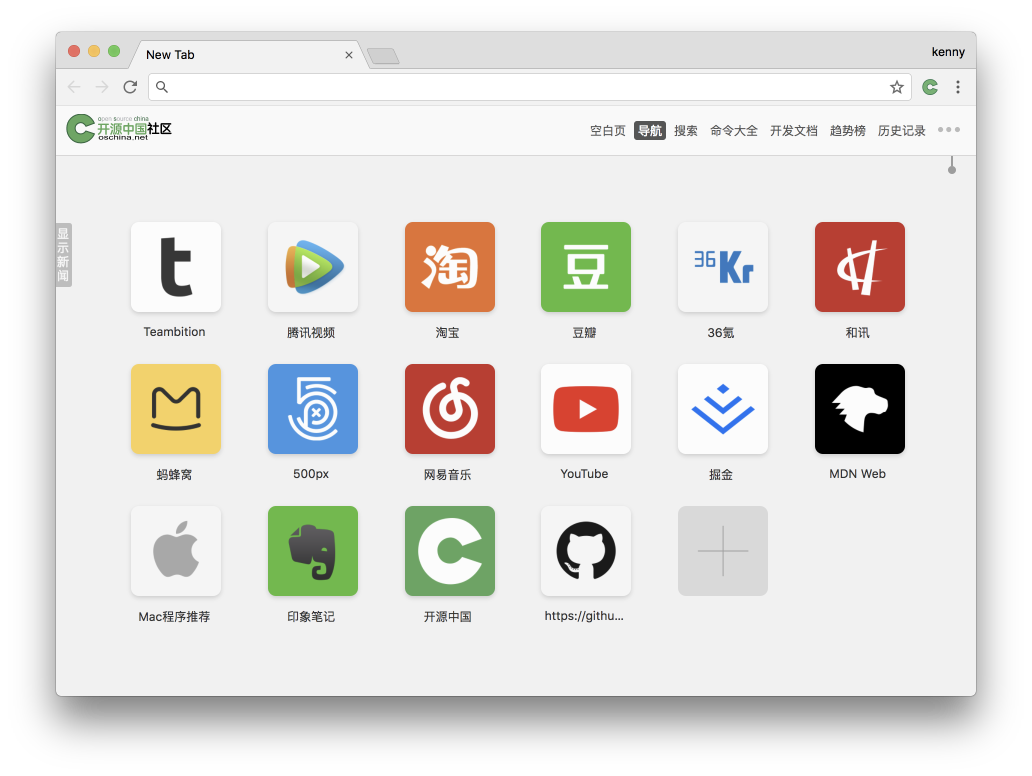 New Tab
kenny
open source china
开源中国社区
oschina.net
空白页 导航 搜索 命令大全 开发文档 趋势榜 历史记录
显示新闻
t
淘
豆
36Kr
Teambition 腾讯视频 淘宝 豆瓣 36氪 和讯
5
蚂蜂窝 500px 网易音乐 YouTube 掘金 MDN Web
Mac程序推荐 印象笔记 开源中国 https://githu...